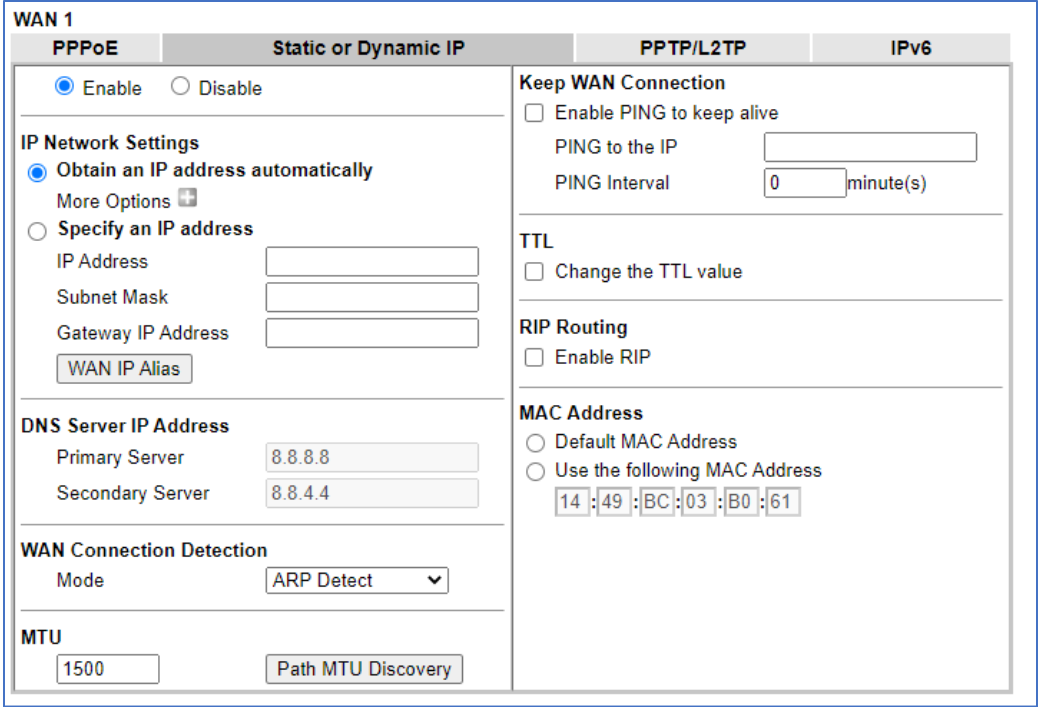 WAN 1
PPPoE Static or Dynamic IP PPTP/L2TP IPv6
Enable Disable
IP Network Settings
Obtain an IP address automatically
More Options
Specify an IP address
IP Address
Subnet Mask
Gateway IP Address
WAN IP Alias
DNS Server IP Address
Primary Server 8.8.8.8
Secondary Server 8.8.4.4
WAN Connection Detection
Mode ARP Detect
MTU
1500 Path MTU Discovery
Keep WAN Connection
Enable PING to keep alive
PING to the IP
PING Interval 0 minute(s)
TTL
Change the TTL value
RIP Routing
Enable RIP
MAC Address
Default MAC Address
Use the following MAC Address
14 : 49 : BC : 03 : B0 : 61